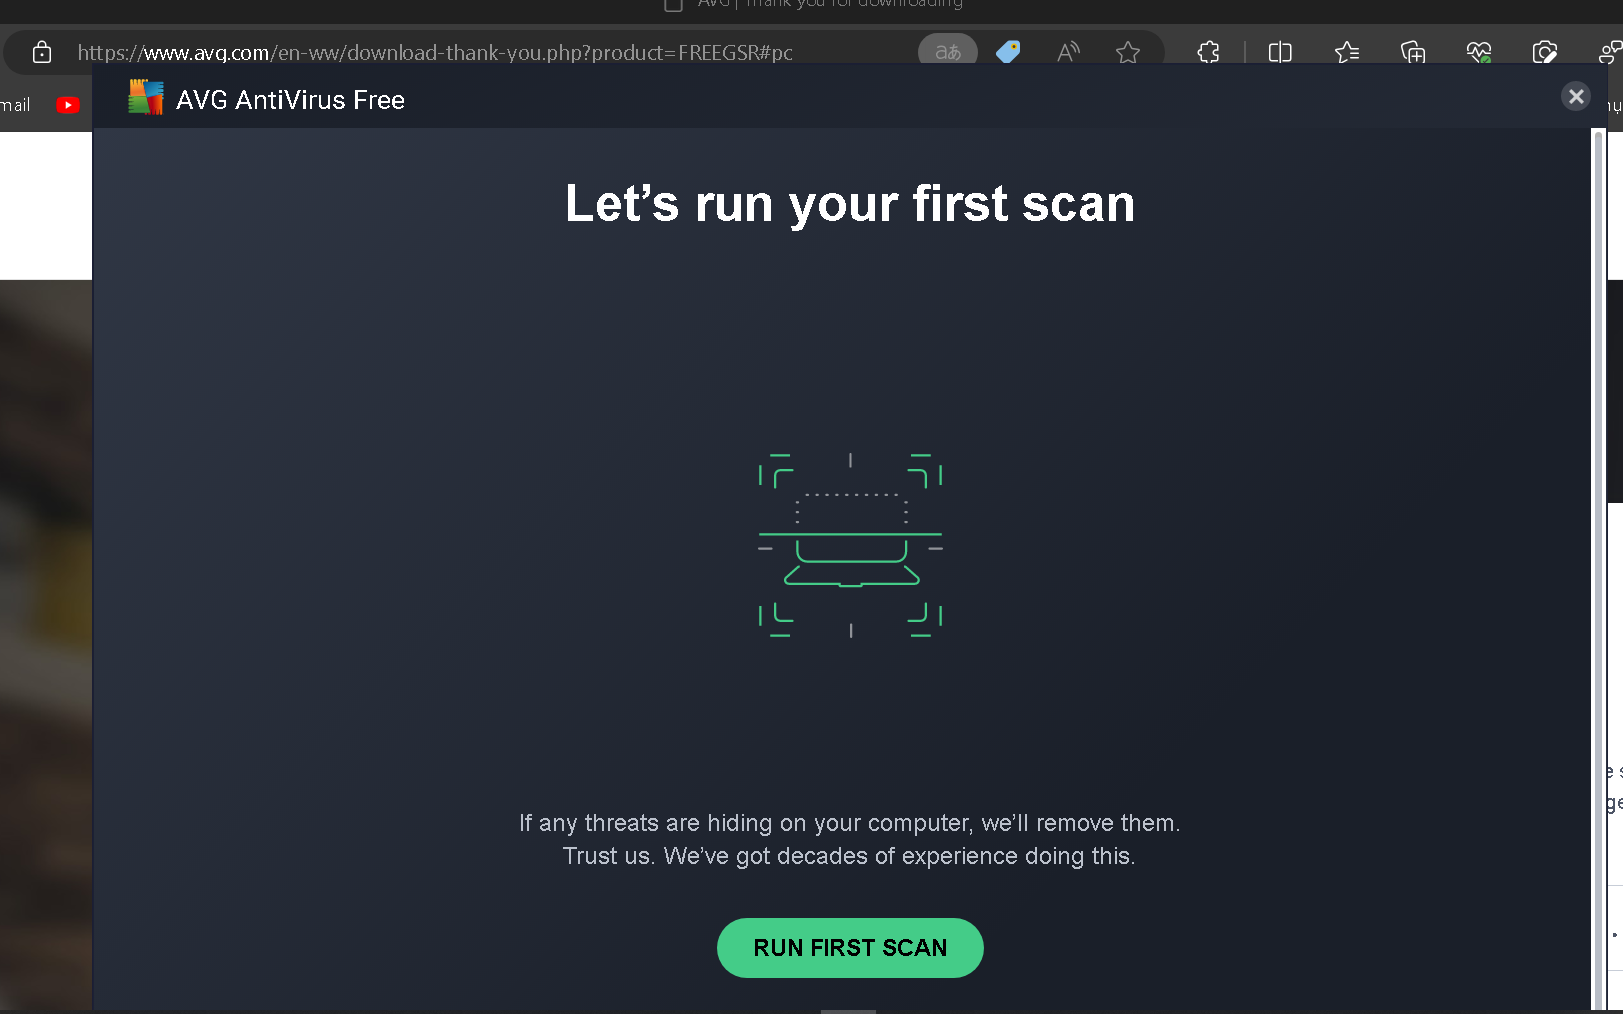 AVG | Thank you for downloading
https://www.avg.com/en-ww/download-thank-you.php?product=FREEGSR#pc
aあ
A
mail
AVG AntiVirus Free
Let’s run your first scan
If any threats are hiding on your computer, we’ll remove them.
Trust us. We’ve got decades of experience doing this.
RUN FIRST SCAN